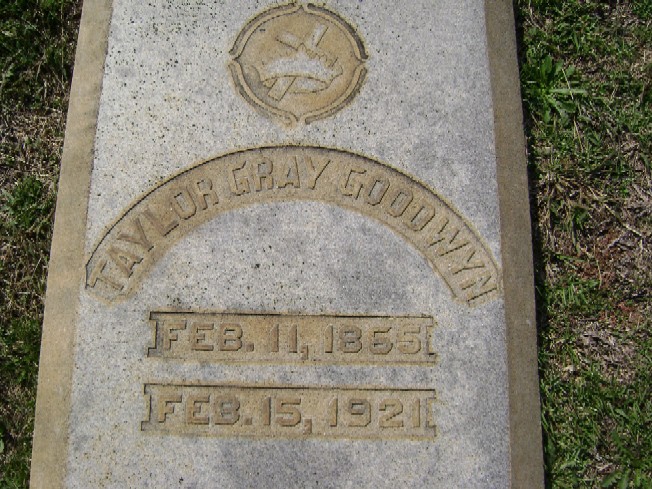 TAYLOR GRAY GOODWYN
FEB. 11, 1855
FEB. 15, 1921